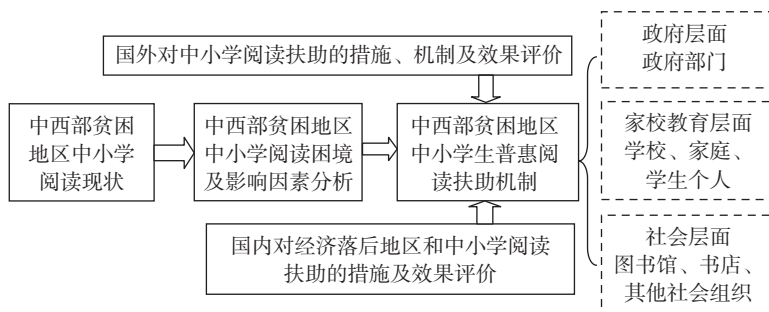 国外对中小学阅读扶助的措施、机制及效果评价
中西部贫困
地区中小学
阅读现状
中西部贫困地区
中小学阅读困境
及影响因素分析
中西部贫困地区
中小学生普惠阅
读扶助机制
国内对经济落后地区和中小学阅读
扶助的措施及效果评价
政府层面
政府部门
家校教育层面
学校、家庭、
学生个人
社会层面
图书馆、书店、
其他社会组织